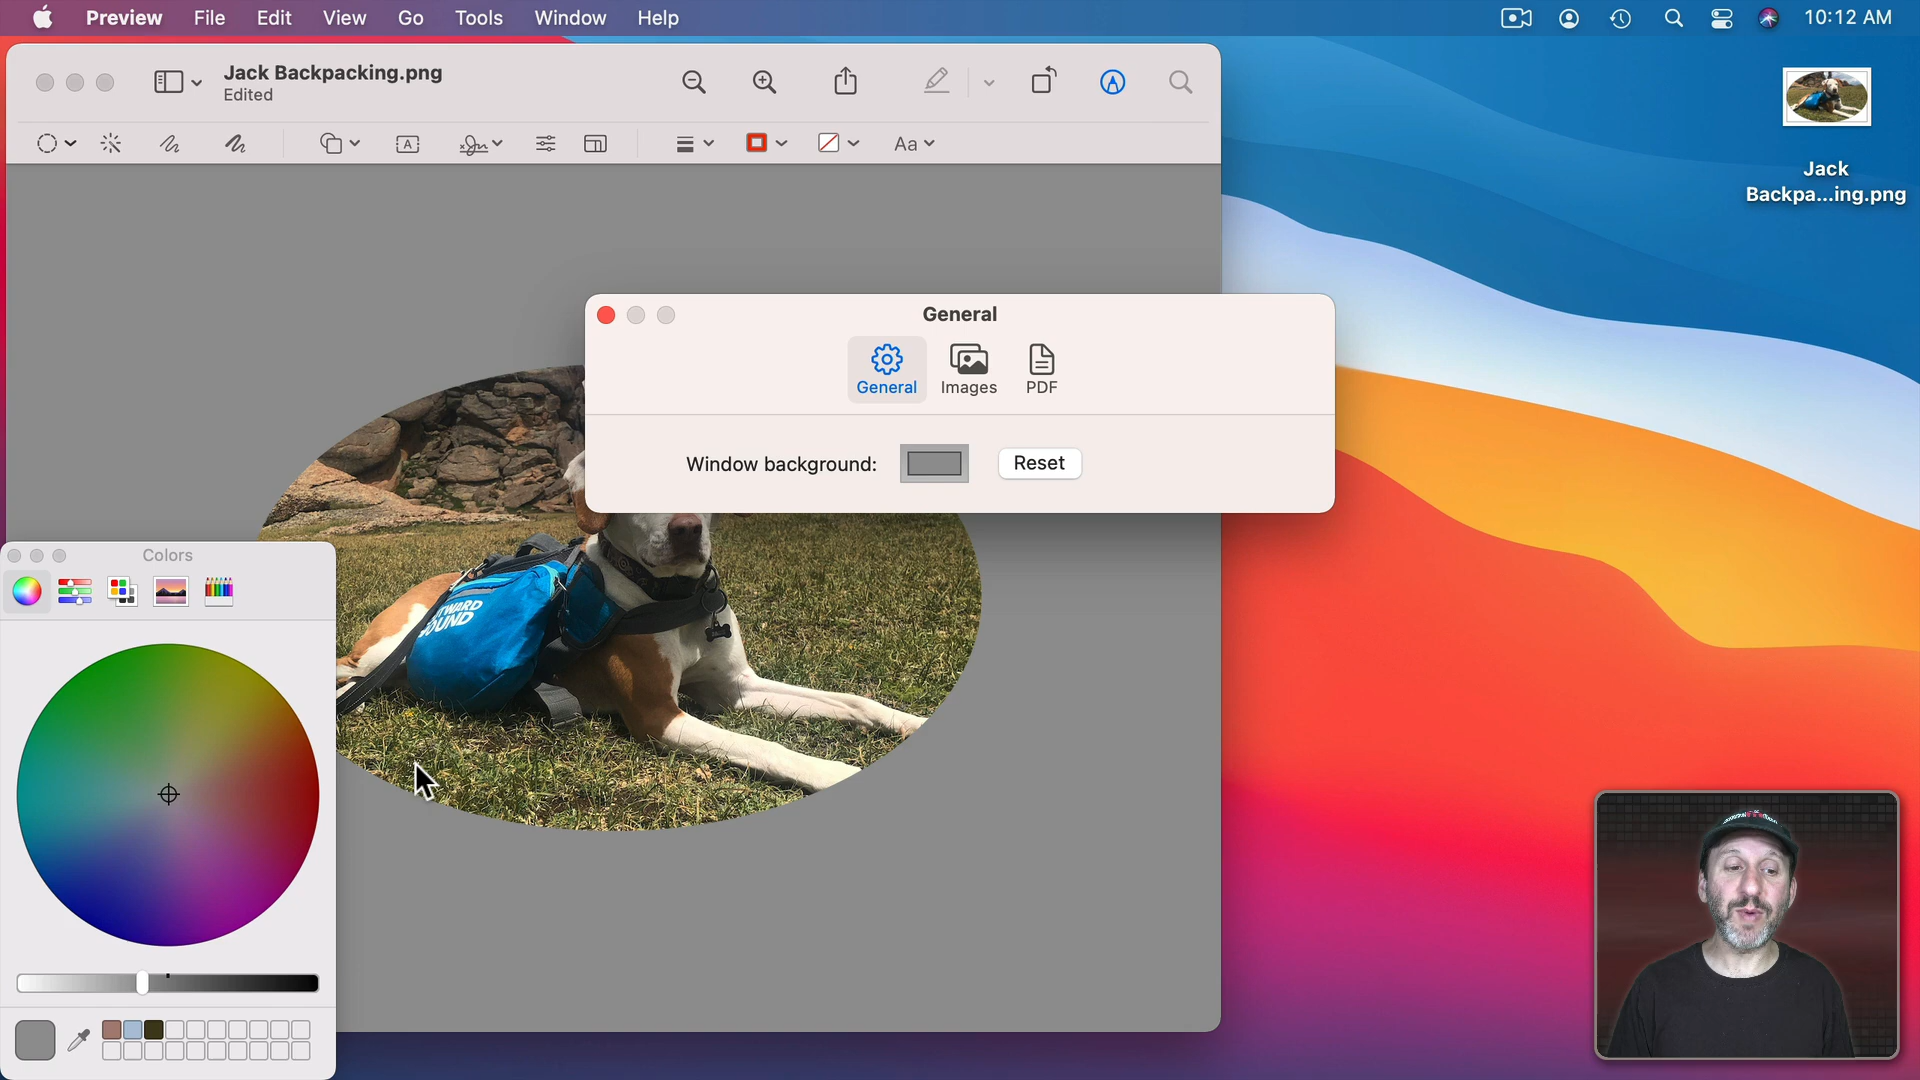 Preview File Edit View Go Tools Window Help 10:12 AM
Jack Backpacking.png
Edited
A
Aa
Jack
Backpa...ing.png
General
General Images PDF
Window background: Reset
Colors